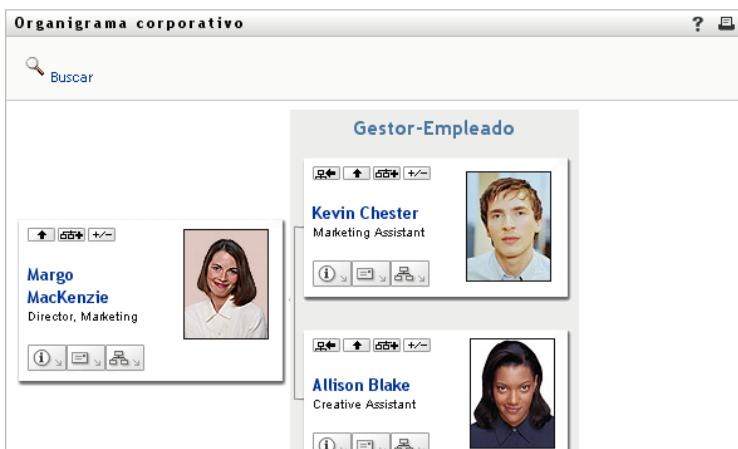 Organigrama corporativo
?
Buscar
Gestor-Empleado
+/-
Kevin Chester
Marketing Assistant
+/-
Margo
MacKenzie
Director, Marketing
+/-
Allison Blake
Creative Assistant